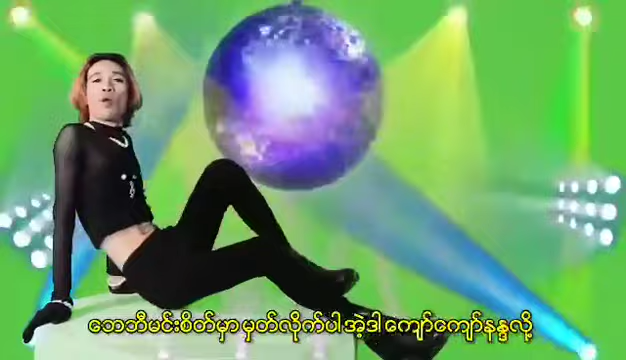 ဘေဘီမင်းစိတ်မှာ မှတ်လိုက်ပါ အဲ့ဒါ ကျော်ကျော်နန္ဒလို့